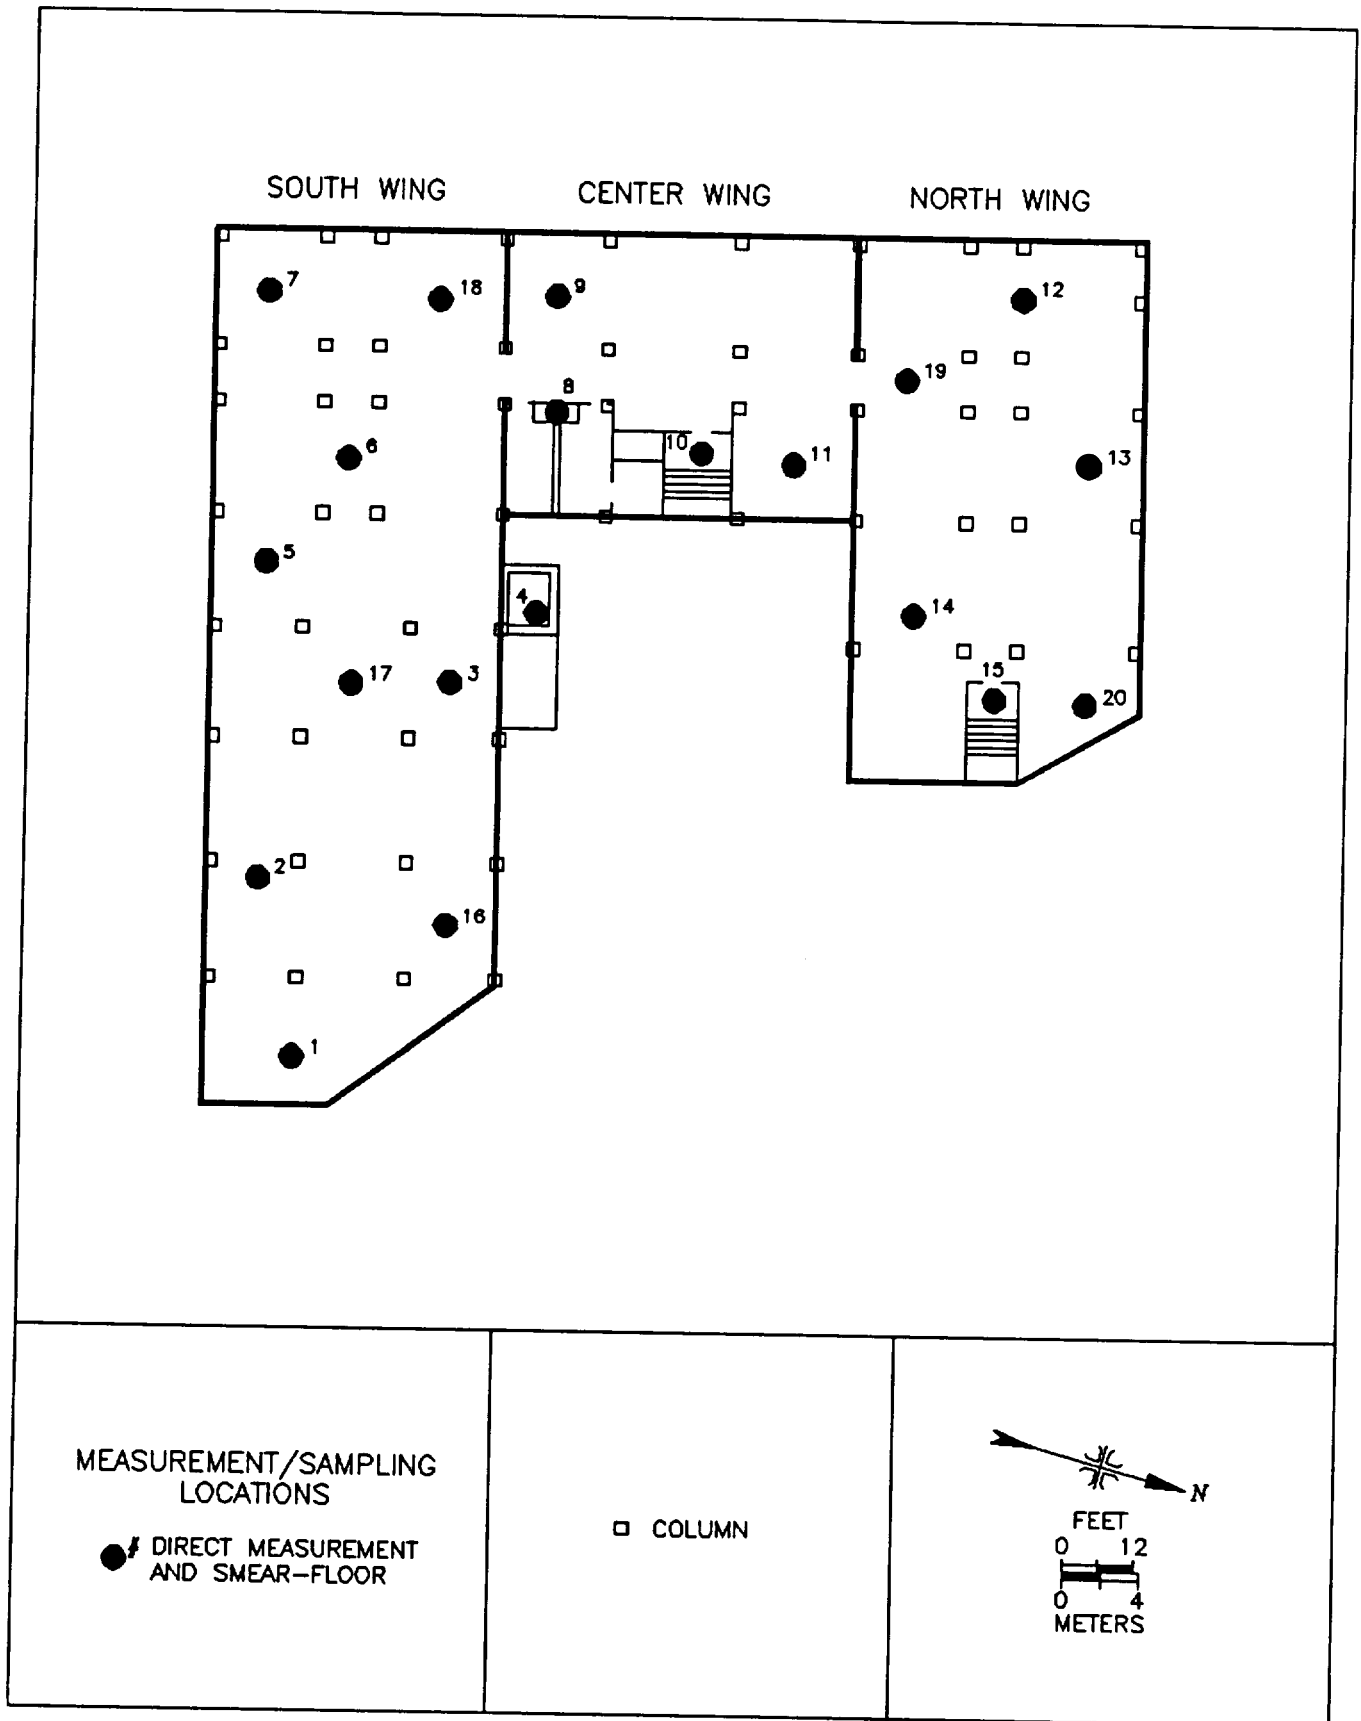 SOUTH WING
CENTER WING
NORTH WING
7
18
9
12
19
8
6
10
11
13
5
4
14
17
3
15
20
2
16
1
MEASUREMENT/SAMPLING
LOCATIONS
# DIRECT MEASUREMENT
AND SMEAR-FLOOR
COLUMN
N
FEET
0 12
0 4
METERS